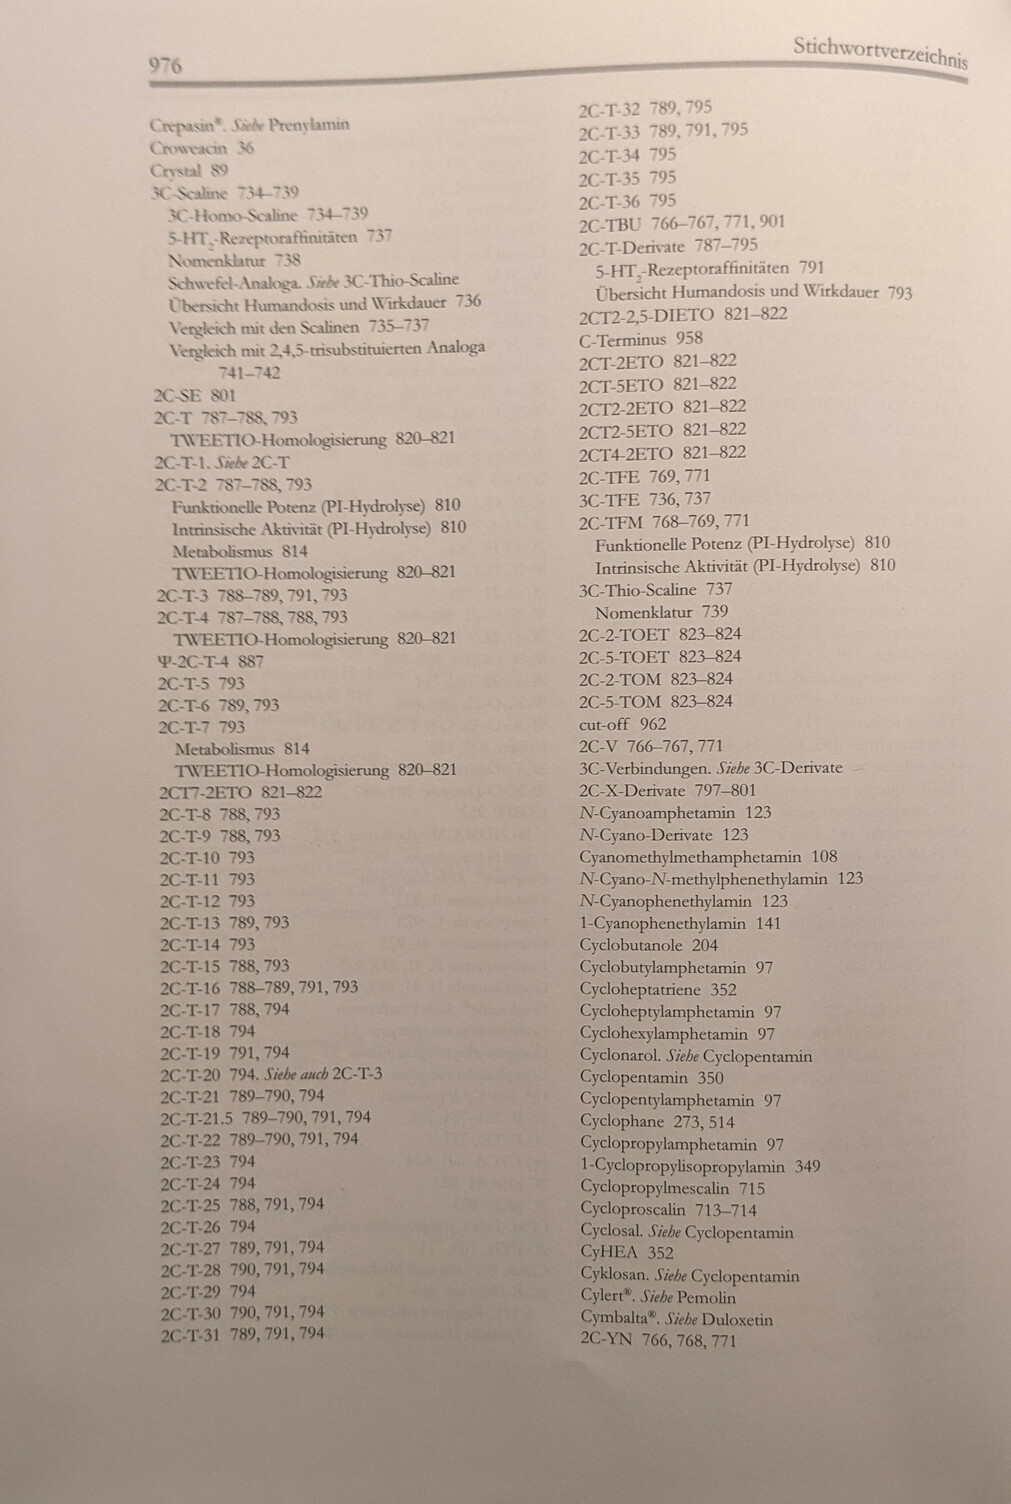 976
Stichwortverzeichnis
Crepasin®. Siehe Prenylamin
Croweacin 36
Crystal 89
3C-Scaline 734–739
3C-Homo-Scaline 734–739
5-HT₂-Rezeptoraffinitäten 737
Nomenklatur 738
Schwefel-Analoga. Siehe 3C-Thio-Scaline
Übersicht Humandosis und Wirkdauer 736
Vergleich mit den Scalinen 735–737
Vergleich mit 2,4,5-trisubstituierten Analoga
741–742
2C-SE 801
2C-T 787–788, 793
TWEETIO-Homologisierung 820–821
2C-T-1. Siehe 2C-T
2C-T-2 787–788, 793
Funktionelle Potenz (PI-Hydrolyse) 810
Intrinsische Aktivität (PI-Hydrolyse) 810
Metabolismus 814
TWEETIO-Homologisierung 820–821
2C-T-3 788–789, 791, 793
2C-T-4 787–788, 788, 793
TWEETIO-Homologisierung 820–821
Ψ-2C-T-4 887
2C-T-5 793
2C-T-6 789, 793
2C-T-7 793
Metabolismus 814
TWEETIO-Homologisierung 820–821
2CT7-2ETO 821–822
2C-T-8 788, 793
2C-T-9 788, 793
2C-T-10 793
2C-T-11 793
2C-T-12 793
2C-T-13 789, 793
2C-T-14 793
2C-T-15 788, 793
2C-T-16 788–789, 791, 793
2C-T-17 788, 794
2C-T-18 794
2C-T-19 791, 794
2C-T-20 794. Siehe auch 2C-T-3
2C-T-21 789–790, 794
2C-T-21.5 789–790, 791, 794
2C-T-22 789–790, 791, 794
2C-T-23 794
2C-T-24 794
2C-T-25 788, 791, 794
2C-T-26 794
2C-T-27 789, 791, 794
2C-T-28 790, 791, 794
2C-T-29 794
2C-T-30 790, 791, 794
2C-T-31 789, 791, 794
2C-T-32 789, 795
2C-T-33 789, 791, 795
2C-T-34 795
2C-T-35 795
2C-T-36 795
2C-TBU 766–767, 771, 901
2C-T-Derivate 787–795
5-HT₂-Rezeptoraffinitäten 791
Übersicht Humandosis und Wirkdauer 793
2CT2-2,5-DIETO 821–822
C-Terminus 958
2CT-2ETO 821–822
2CT-5ETO 821–822
2CT2-2ETO 821–822
2CT2-5ETO 821–822
2CT4-2ETO 821–822
2C-TFE 769, 771
3C-TFE 736, 737
2C-TFM 768–769, 771
Funktionelle Potenz (PI-Hydrolyse) 810
Intrinsische Aktivität (PI-Hydrolyse) 810
3C-Thio-Scaline 737
Nomenklatur 739
2C-2-TOET 823–824
2C-5-TOET 823–824
2C-2-TOM 823–824
2C-5-TOM 823–824
cut-off 962
2C-V 766–767, 771
3C-Verbindungen. Siehe 3C-Derivate
2C-X-Derivate 797–801
N-Cyanoamphetamin 123
N-Cyano-Derivate 123
Cyanomethylmethamphetamin 108
N-Cyano-N-methylphenethylamin 123
N-Cyanophenethylamin 123
1-Cyanophenethylamin 141
Cyclobutanole 204
Cyclobutylamphetamin 97
Cycloheptatriene 352
Cycloheptylamphetamin 97
Cyclohexylamphetamin 97
Cyclonarol. Siehe Cyclopentamin
Cyclopentamin 350
Cyclopentylamphetamin 97
Cyclophane 273, 514
Cyclopropylamphetamin 97
1-Cyclopropylisopropylamin 349
Cyclopropylmescalin 715
Cycloproscalin 713–714
Cyclosal. Siehe Cyclopentamin
CyHEA 352
Cyklosan. Siehe Cyclopentamin
Cylert®. Siehe Pemolin
Cymbalta®. Siehe Duloxetin
2C-YN 766, 768, 771